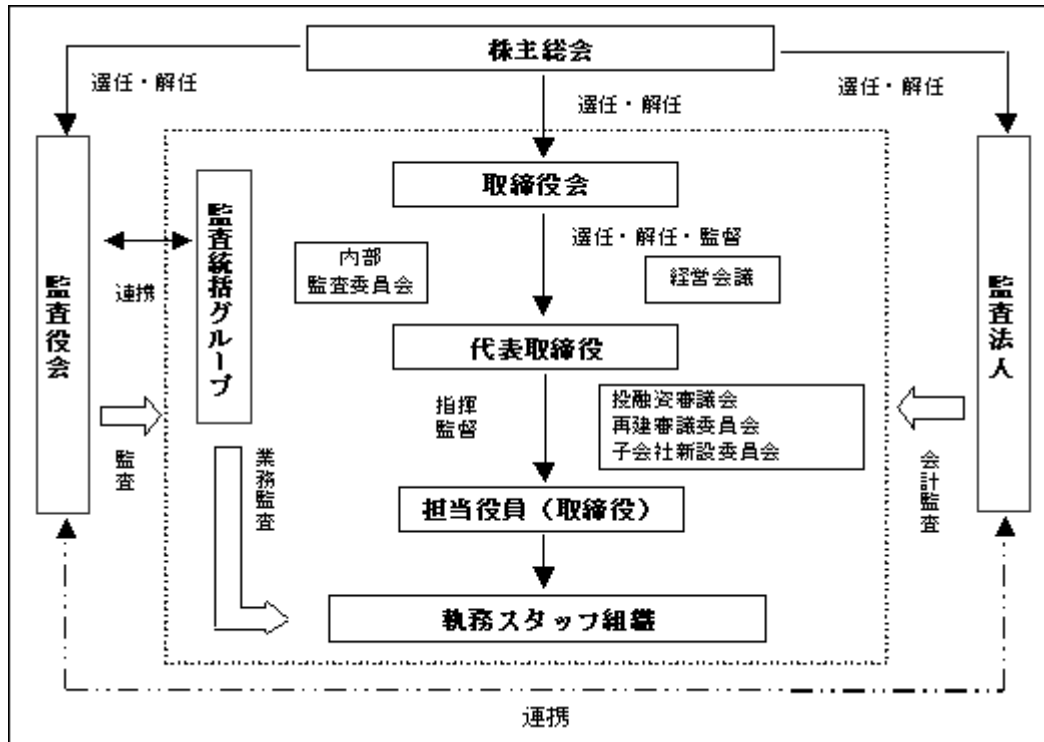 株主総会
選任・解任
選任・解任
選任・解任
取締役会
選任・解任・監督
監査役会
連携
監査統括グループ
内部
監査委員会
経営会議
監査法人
代表取締役
指揮
監督
投融資審議会
再建審議委員会
子会社新設委員会
監査
業務監査
会計監査
担当役員（取締役）
執務スタッフ組織
連携